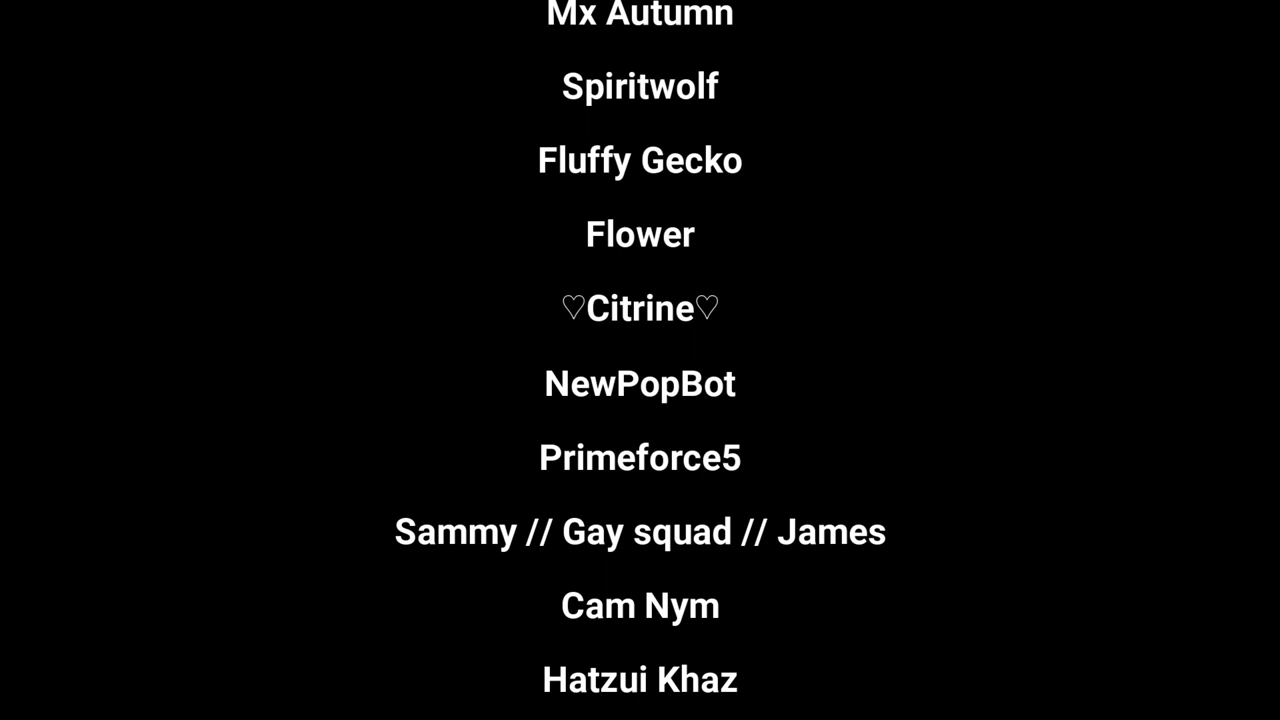 Mx Autumn
Spiritwolf
Fluffy Gecko
Flower
♡Citrine♡
NewPopBot
Primeforce5
Sammy // Gay squad // James
Cam Nym
Hatzui Khaz